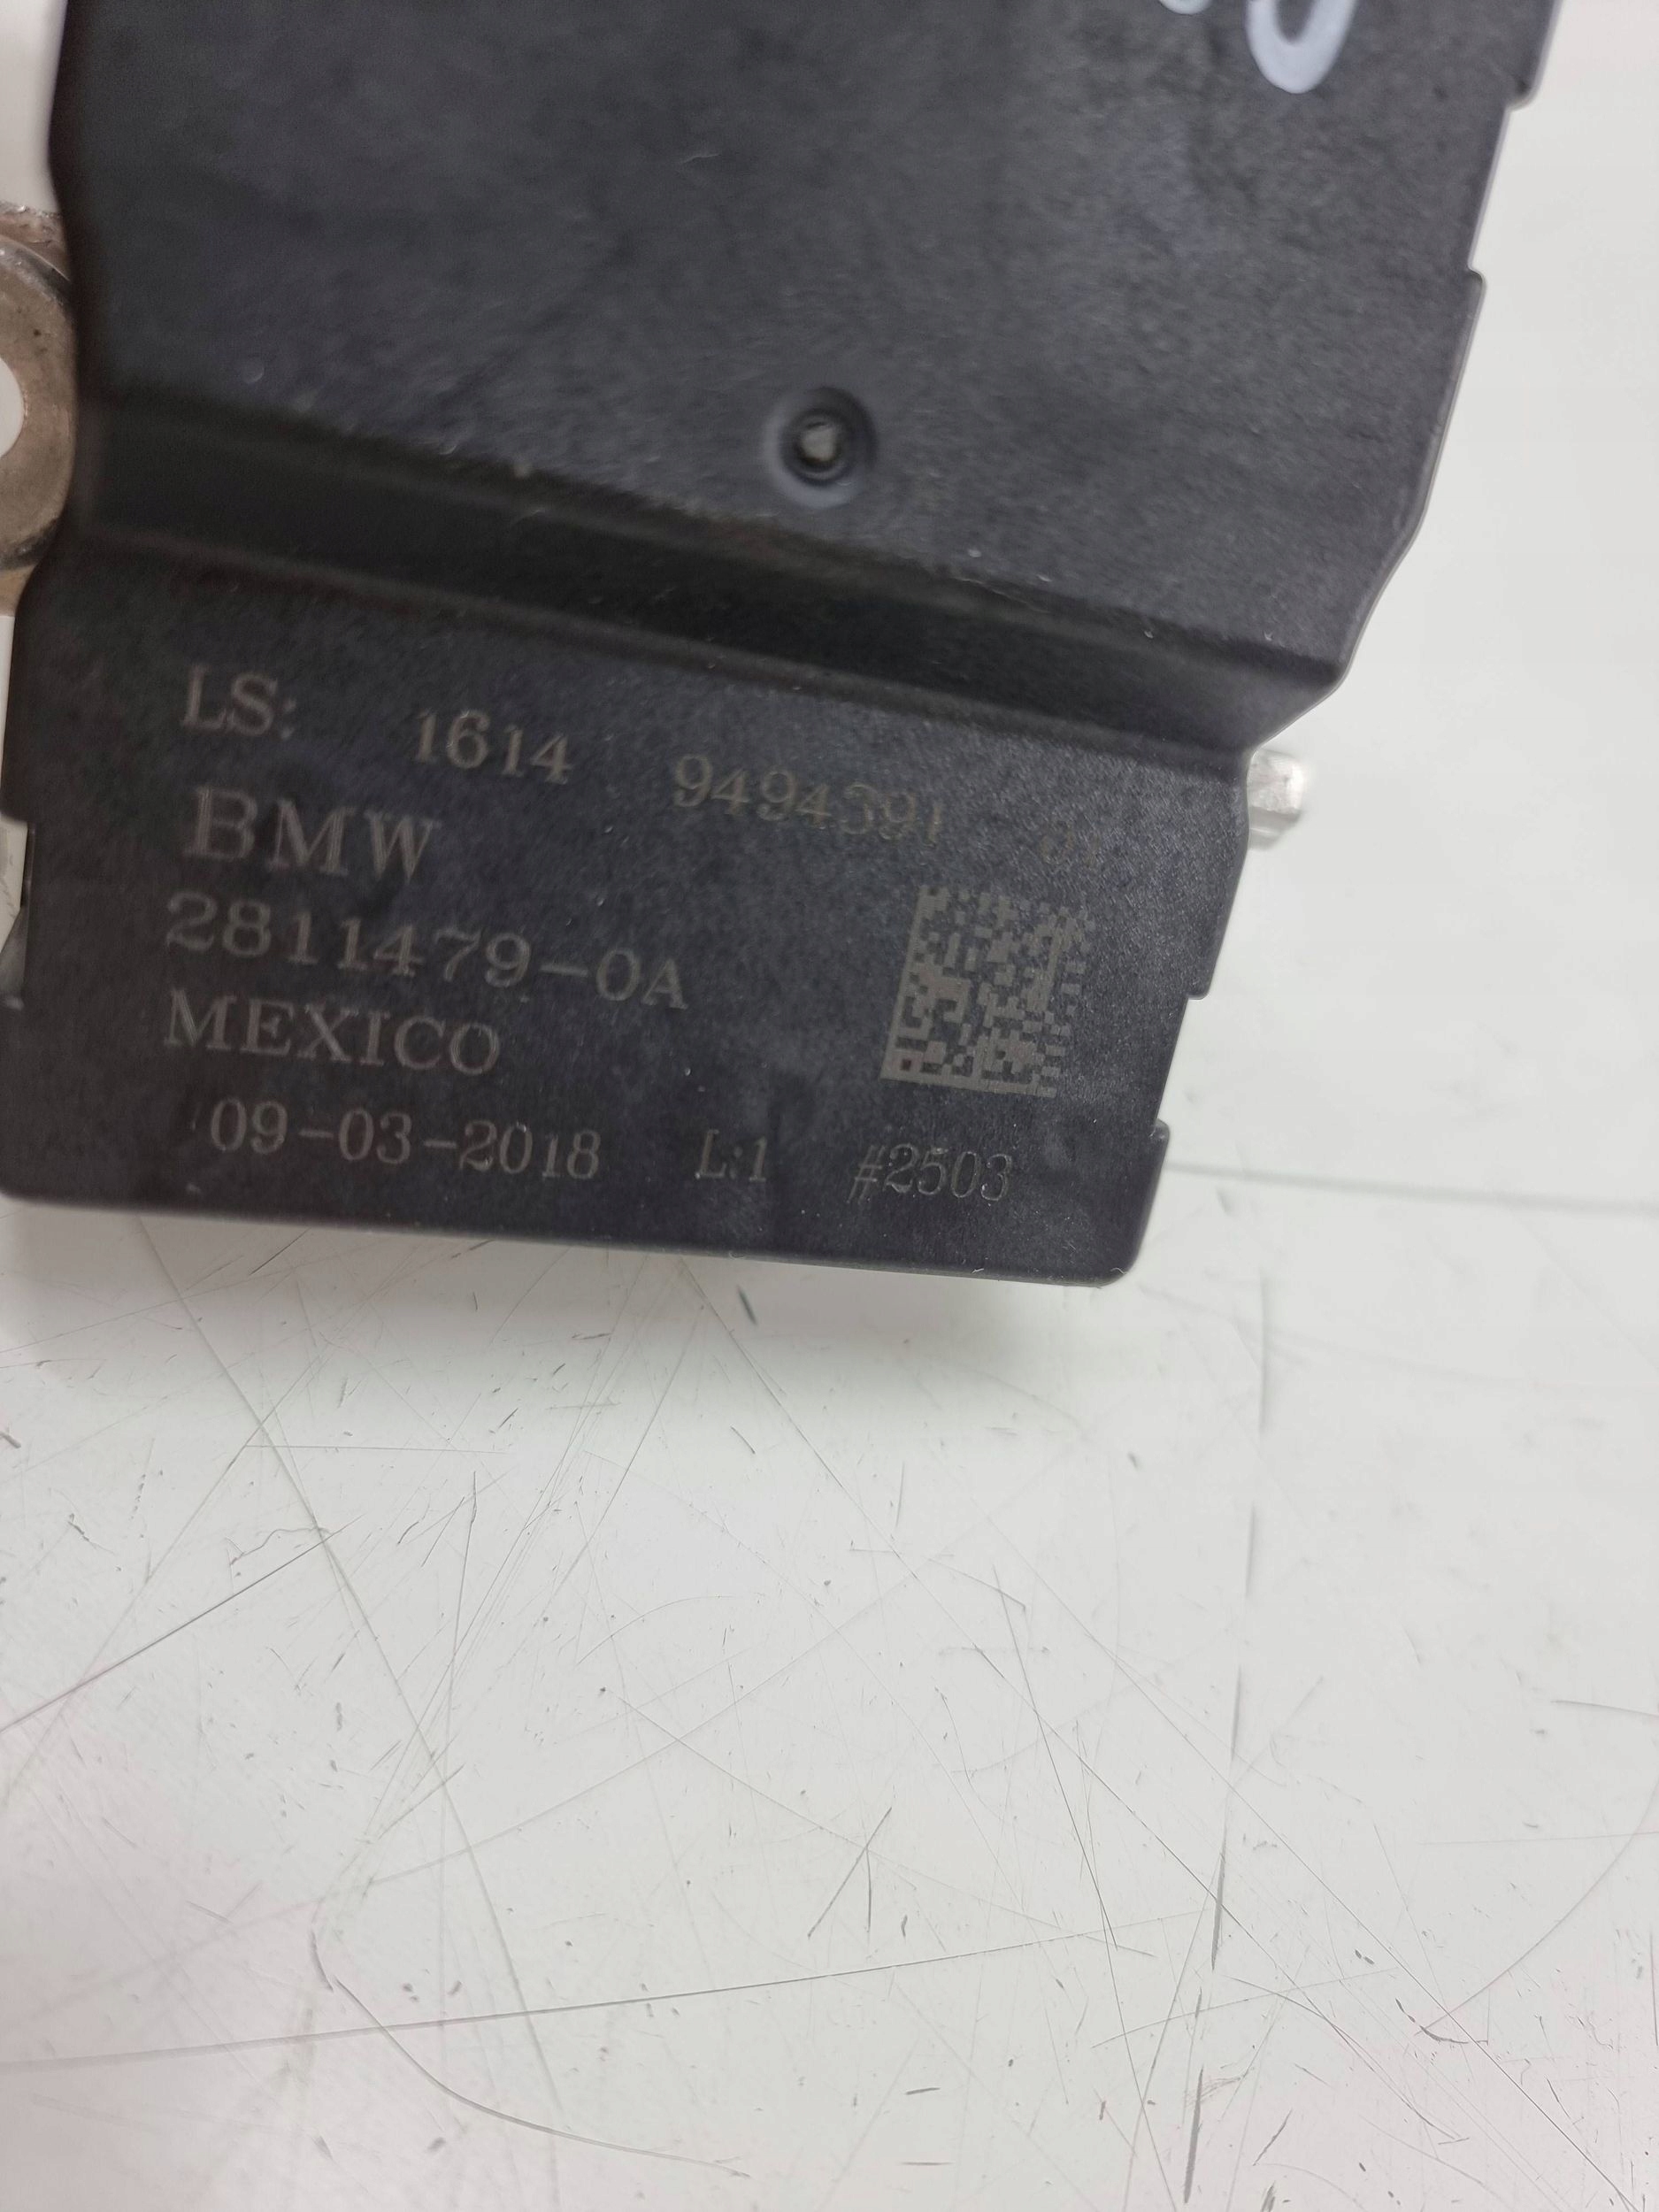 LS: 1614 9494391
BMW
2811479-0A
MEXICO
09-03-2018 L:1 #2503